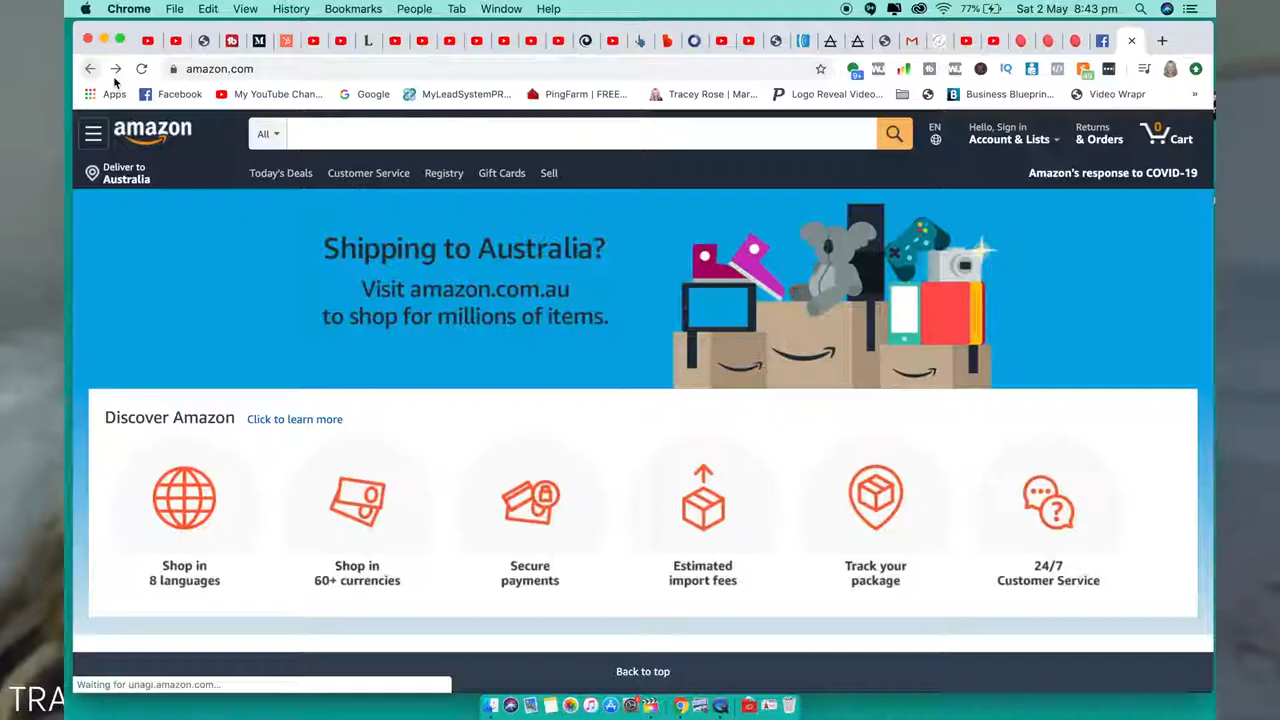 Chrome File Edit View History Bookmarks People Tab Window Help 77% Sat 2 May 8:43 pm
amazon.com
9+ IQ 49
Apps Facebook My YouTube Chan... Google MyLeadSystemPR... PingFarm | FREE... Tracey Rose | Mar... Logo Reveal Video... Business Blueprin... Video Wrapr »
amazon
All
EN
Hello, Sign in
Account & Lists
Returns
& Orders
0
Cart
Deliver to
Australia
Today's Deals Customer Service Registry Gift Cards Sell
Amazon's response to COVID-19
Shipping to Australia?
Visit amazon.com.au
to shop for millions of items.
Discover Amazon Click to learn more
Shop in
8 languages
Shop in
60+ currencies
Secure
payments
Estimated
import fees
Track your
package
24/7
Customer Service
Back to top
Waiting for unagi.amazon.com...
TRA